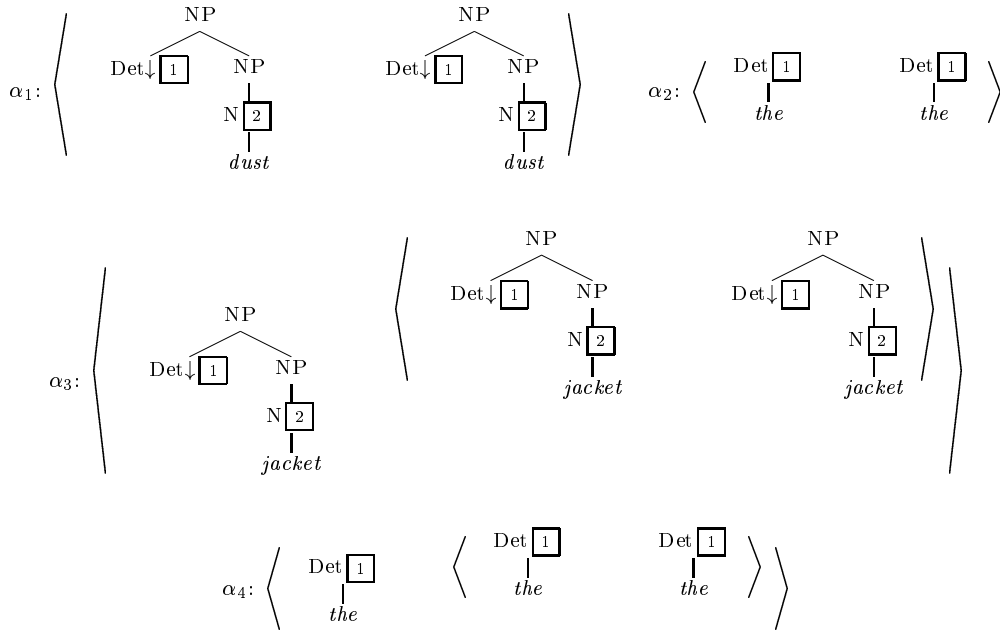 NP NP
Det↓ 1 NP Det↓ 1 NP Det 1 Det 1
α1: α2:
N 2 N 2 the the
dust dust
NP NP
Det↓ 1 NP Det↓ 1 NP
NP
N 2 N 2
α3: Det↓ 1 NP
jacket jacket
N 2
jacket
Det 1 Det 1
Det 1
α4: the the
the